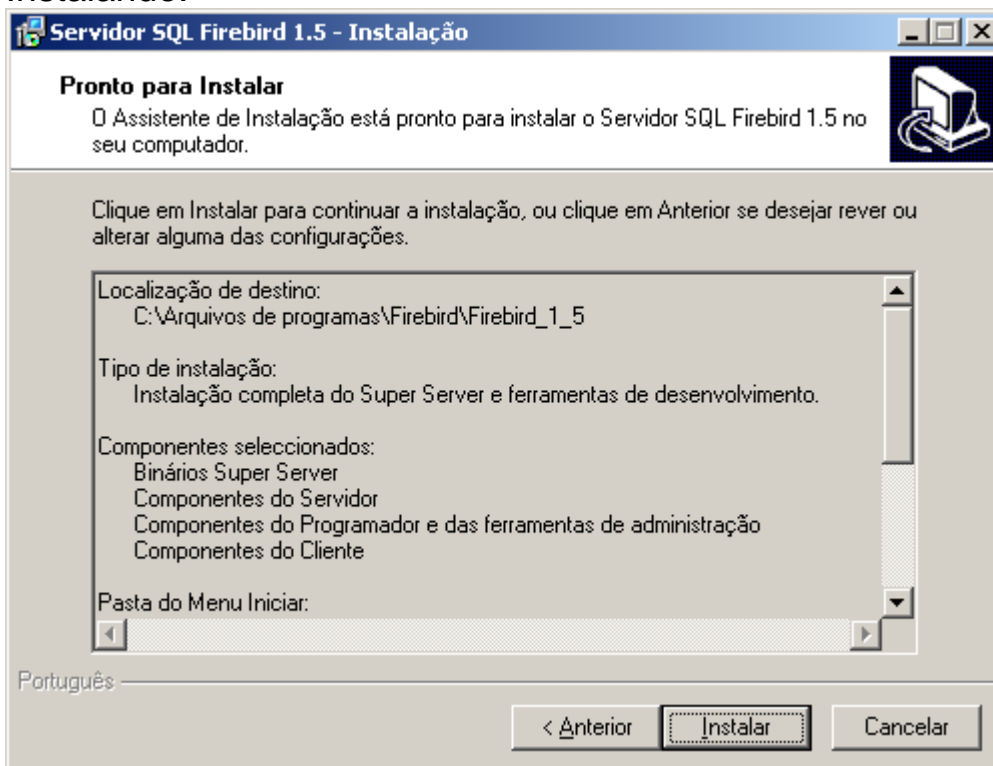 Instalando.
Servidor SQL Firebird 1.5 - Instalação
Pronto para Instalar
O Assistente de Instalação está pronto para instalar o Servidor SQL Firebird 1.5 no
seu computador.
Clique em Instalar para continuar a instalação, ou clique em Anterior se desejar rever ou
alterar alguma das configurações.
Localização de destino:
C:\Arquivos de programas\Firebird\Firebird_1_5
Tipo de instalação:
Instalação completa do Super Server e ferramentas de desenvolvimento.
Componentes seleccionados:
Binários Super Server
Componentes do Servidor
Componentes do Programador e das ferramentas de administração
Componentes do Cliente
Pasta do Menu Iniciar:
Português
< Anterior
Instalar
Cancelar